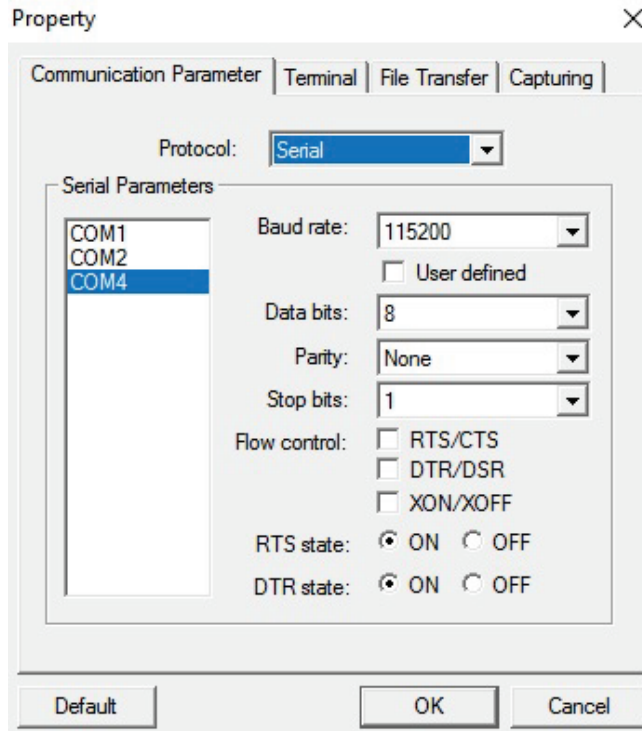 Property
Communication Parameter Terminal File Transfer Capturing
Protocol: Serial
Serial Parameters
COM1
COM2
COM4
Baud rate: 115200
User defined
Data bits: 8
Parity: None
Stop bits: 1
Flow control: RTS/CTS
DTR/DSR
XON/XOFF
RTS state: ON OFF
DTR state: ON OFF
Default OK Cancel